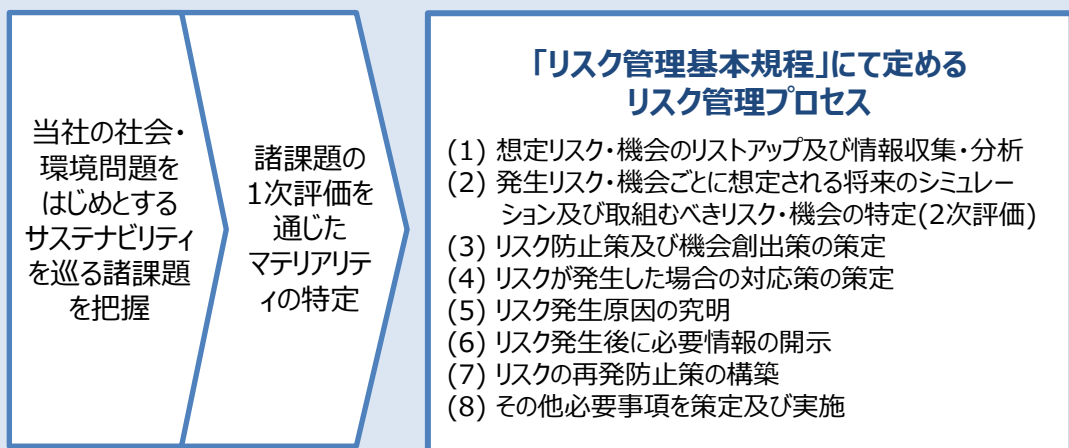 当社の社会・
環境問題を
はじめとする
サステナビリティ
を巡る諸課題
を把握
諸課題の
1次評価を
通じた
マテリアリテ
ィの特定
「リスク管理基本規程」にて定める
リスク管理プロセス
(1) 想定リスク・機会のリストアップ及び情報収集・分析
(2) 発生リスク・機会ごとに想定される将来のシミュレー
ション及び取組むべきリスク・機会の特定(2次評価)
(3) リスク防止策及び機会創出策の策定
(4) リスクが発生した場合の対応策の策定
(5) リスク発生原因の究明
(6) リスク発生後に必要情報の開示
(7) リスクの再発防止策の構築
(8) その他必要事項を策定及び実施